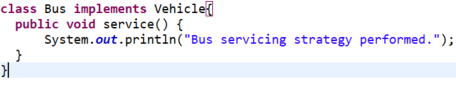 class Bus implements Vehicle{
  public void service() {
      System.out.println("Bus servicing strategy performed.");
  }
}